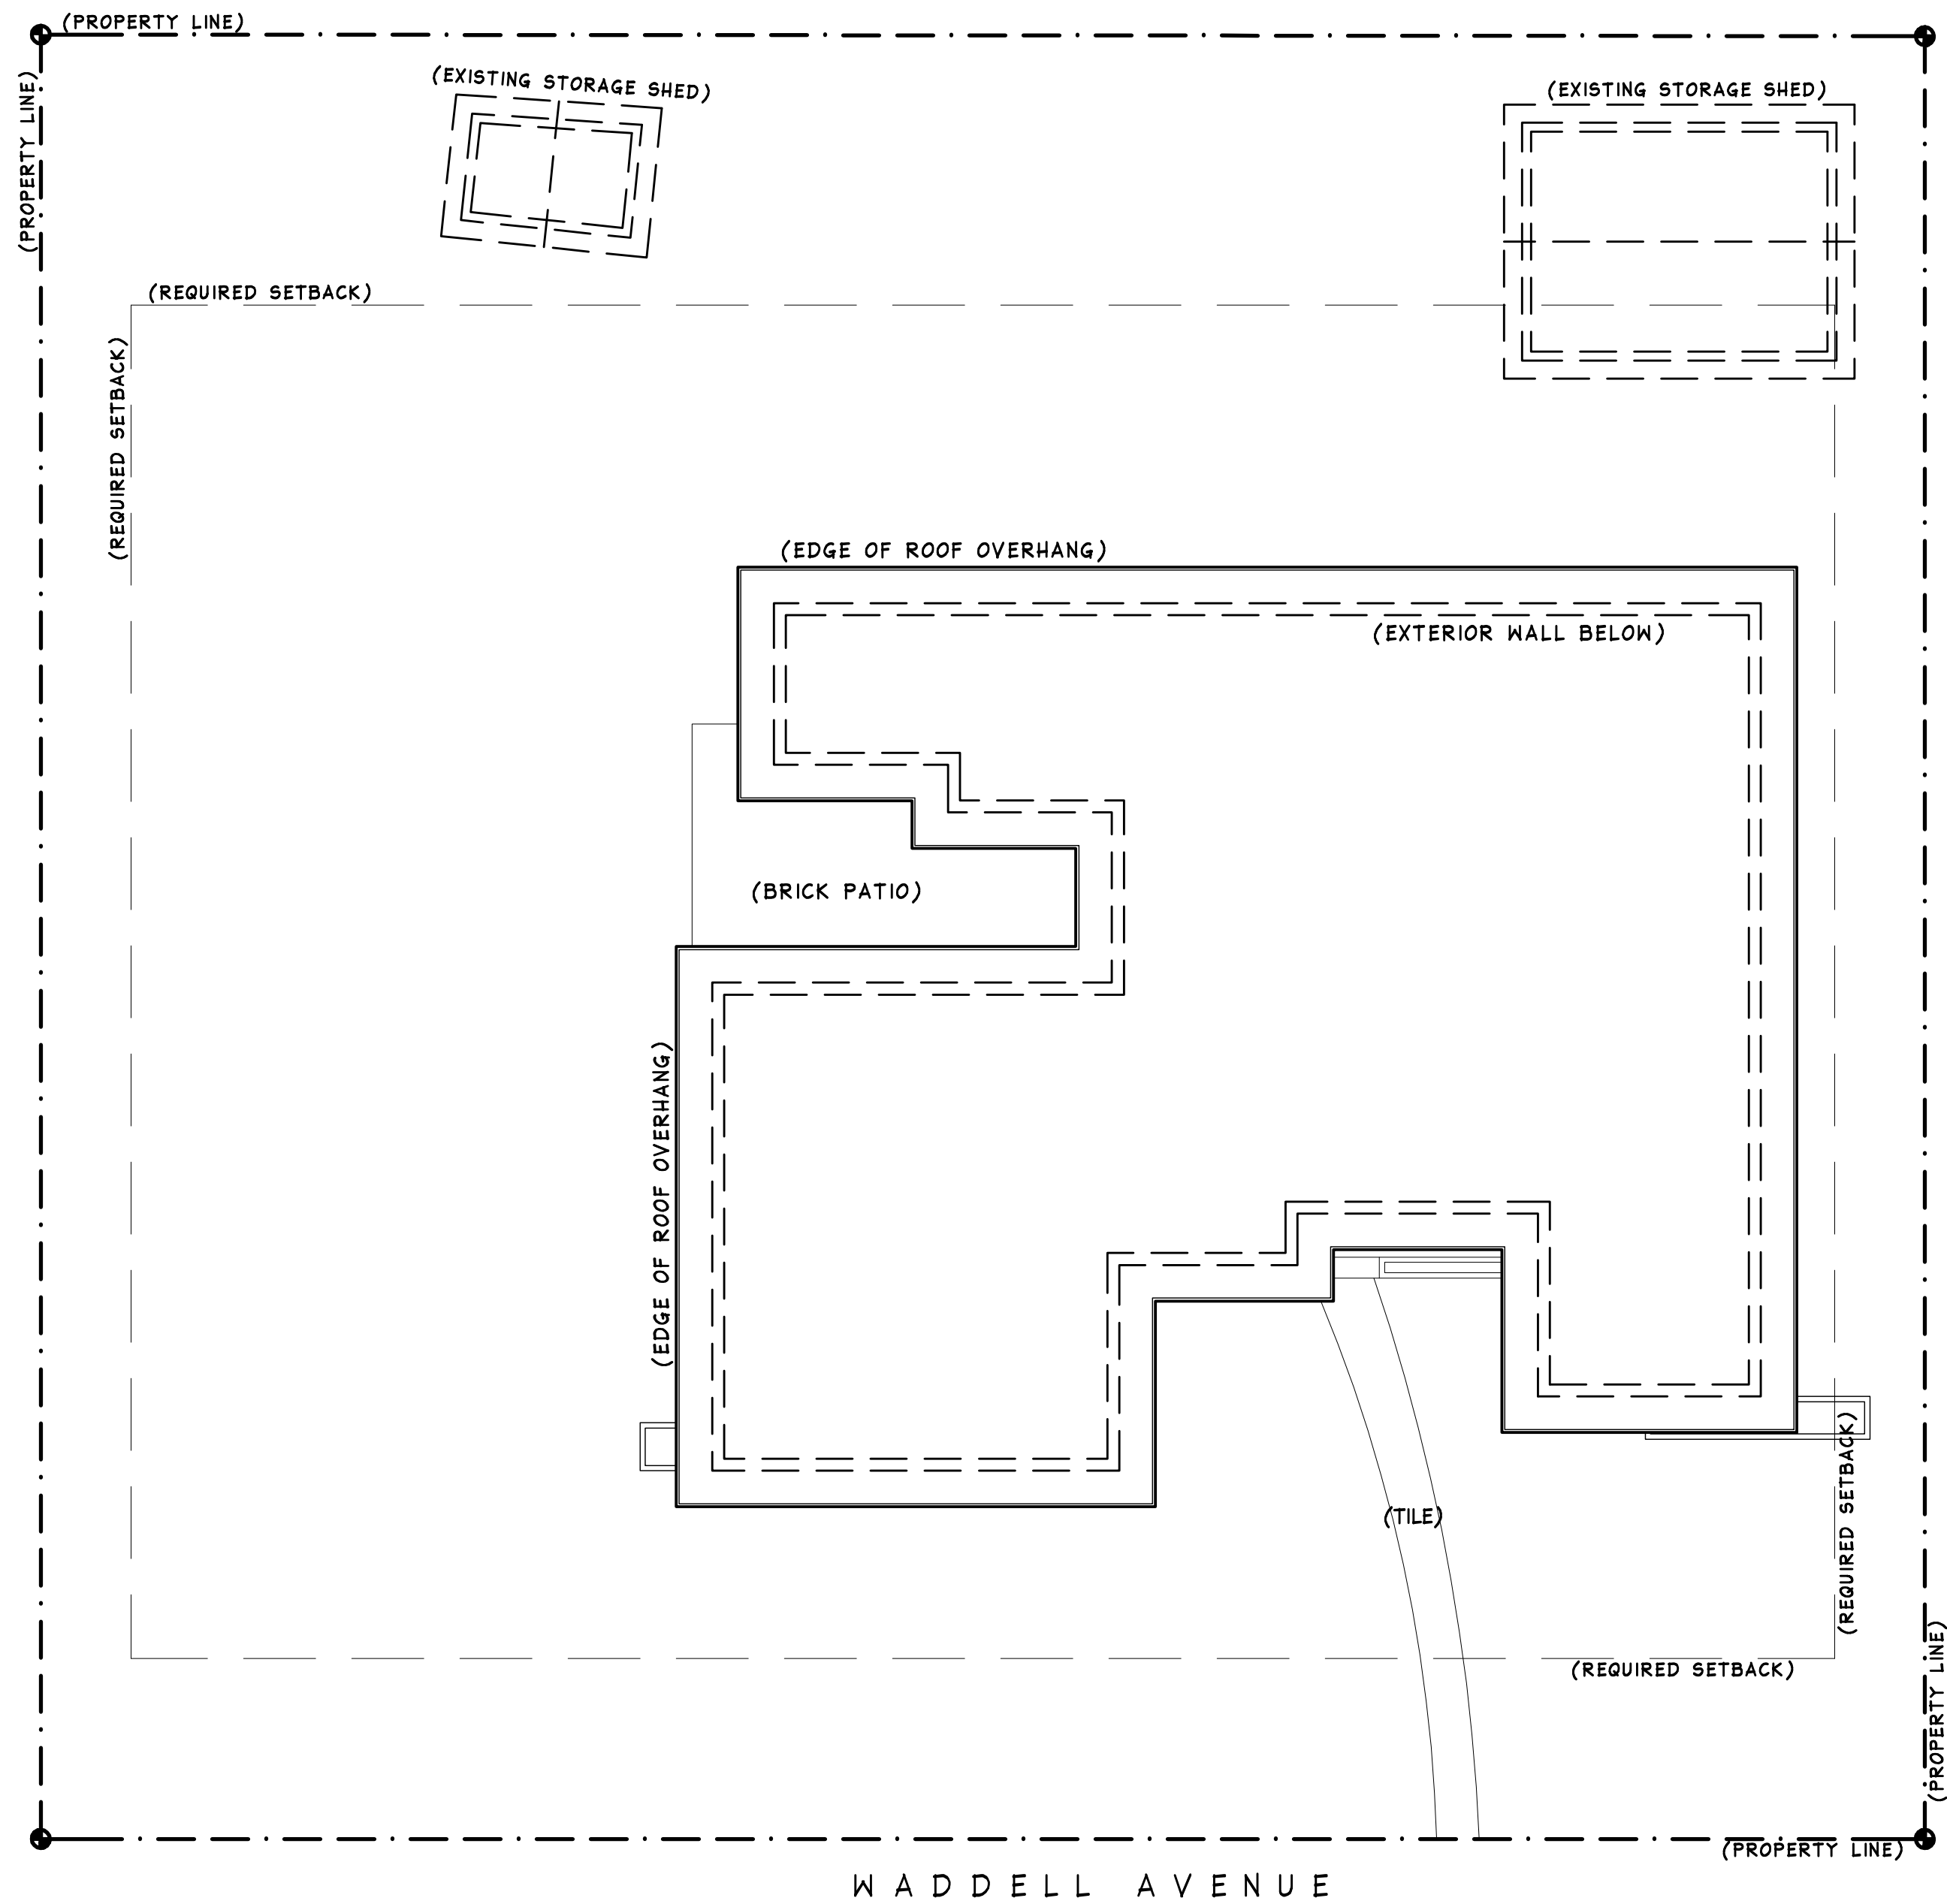 (PROPERTY LINE)
(PROPERTY LINE)
(EXISTING STORAGE SHED)
(EXISTING STORAGE SHED)
(REQUIRED SETBACK)
(REQUIRED SETBACK)
(EDGE OF ROOF OVERHANG)
(EXTERIOR WALL BELOW)
(BRICK PATIO)
(EDGE OF ROOF OVERHANG)
(TILE)
(REQUIRED SETBACK)
(REQUIRED SETBACK)
(PROPERTY LINE)
(PROPERTY LINE)
WADDELL AVENUE